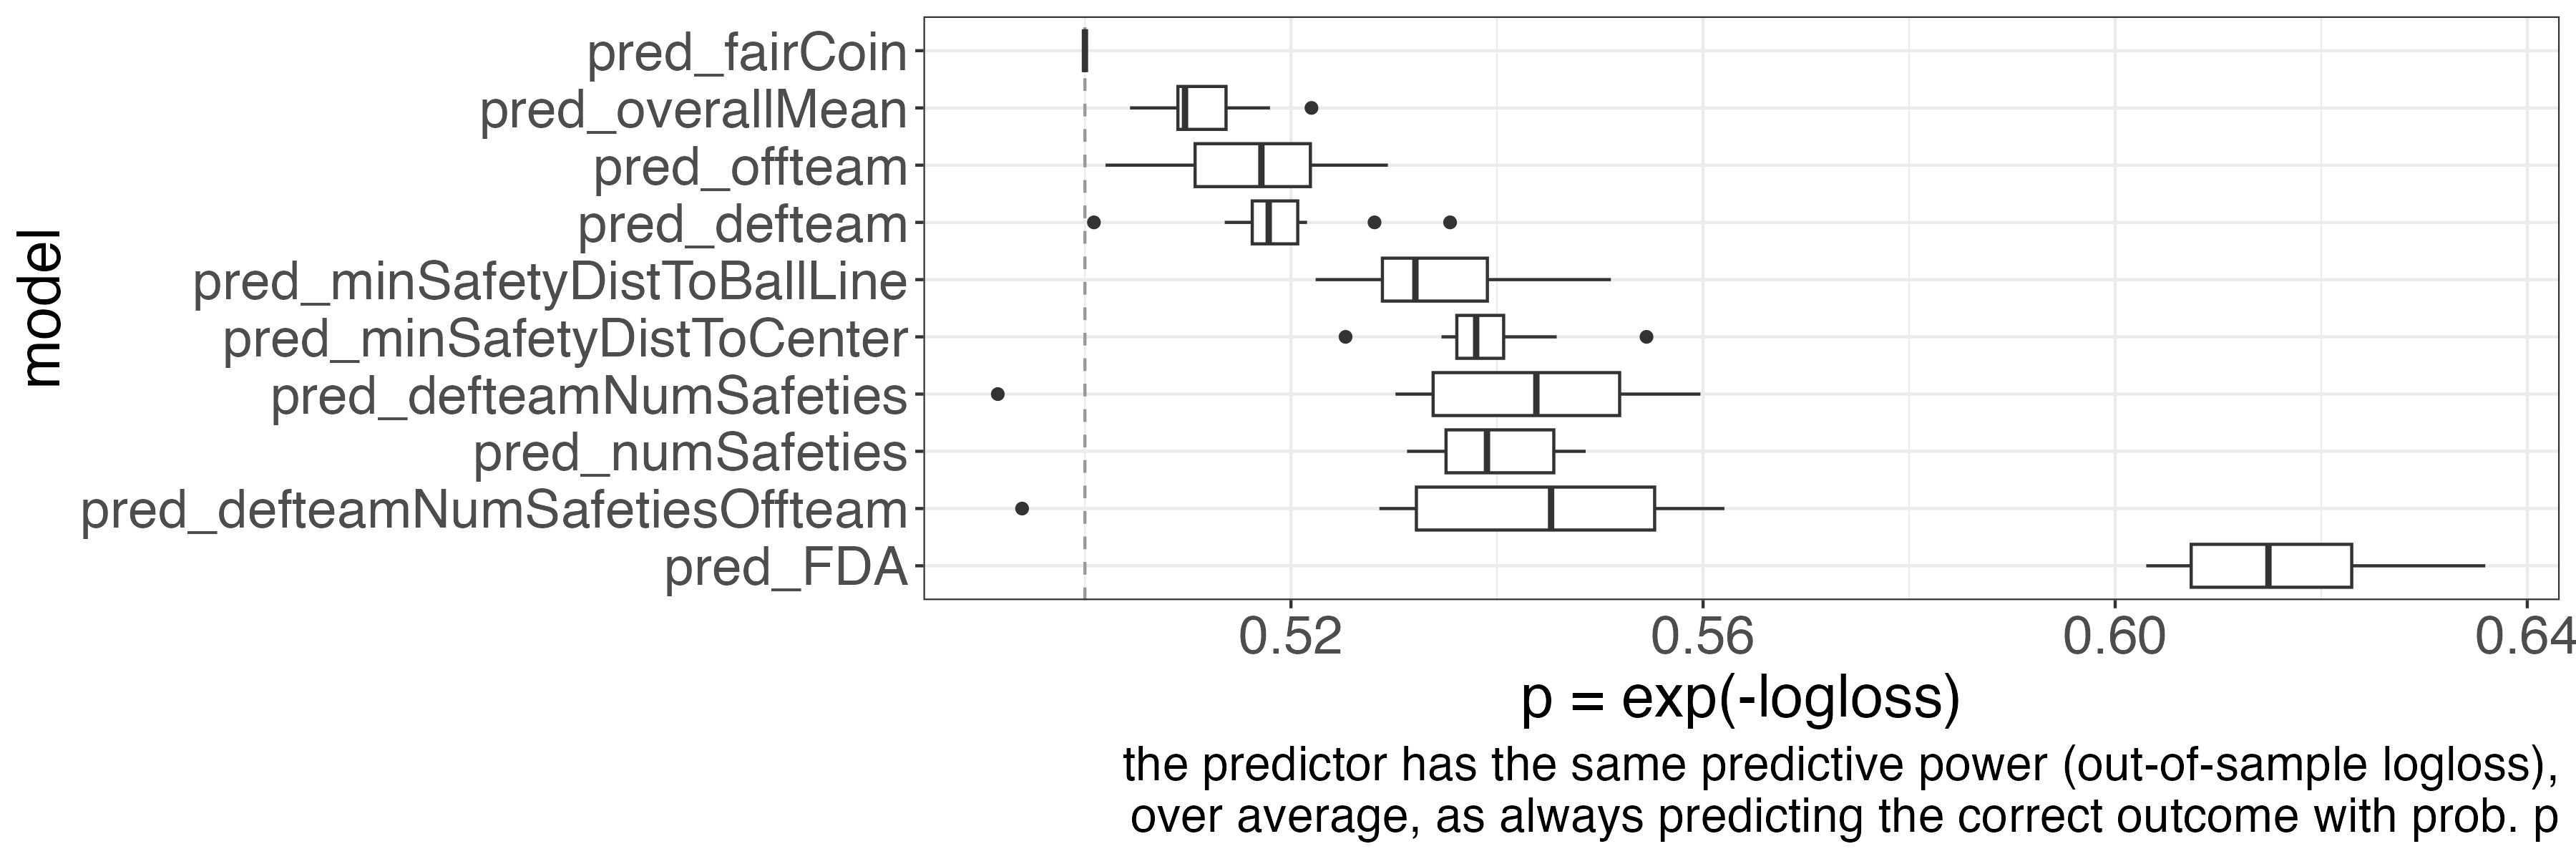 pred_fairCoin
pred_overallMean
pred_offteam
pred_defteam
pred_minSafetyDistToBallLine
pred_minSafetyDistToCenter
pred_defteamNumSafeties
pred_numSafeties
pred_defteamNumSafetiesOffteam
pred_FDA
model
0.52 0.56 0.60 0.64
p = exp(-logloss)
the predictor has the same predictive power (out-of-sample logloss),
over average, as always predicting the correct outcome with prob. p